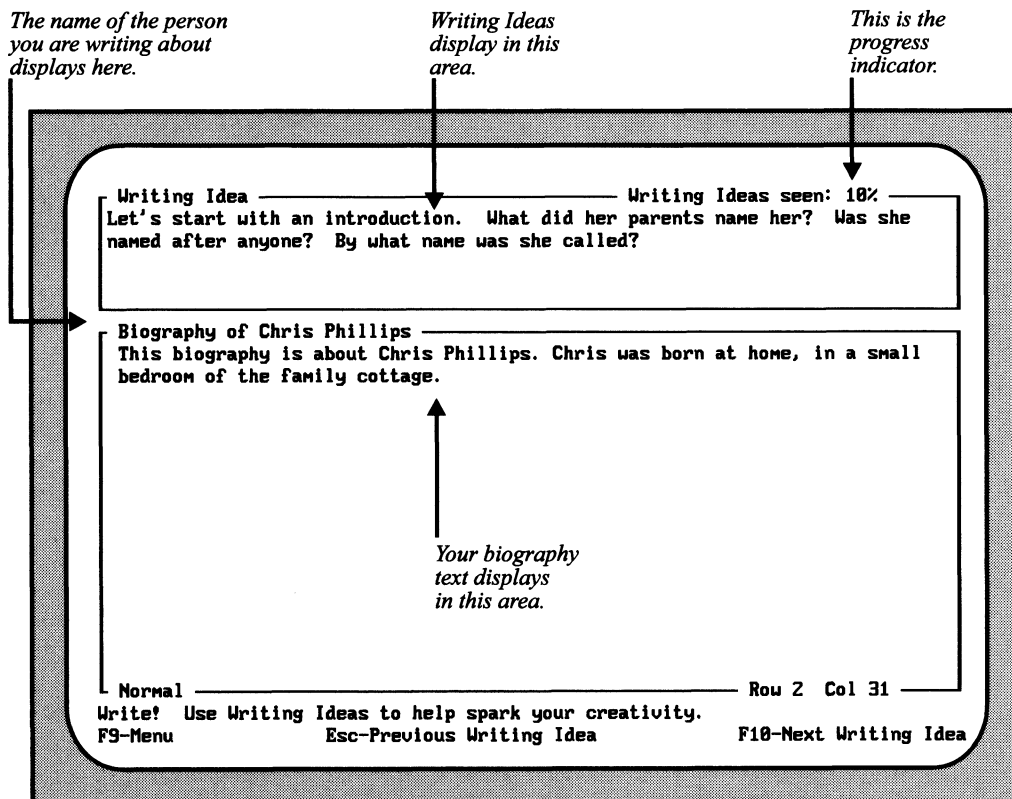 The name of the person
you are writing about
displays here.
Writing Ideas
display in this
area.
This is the
progress
indicator.
Writing Idea
Writing Ideas seen: 10%
Let's start with an introduction.  What did her parents name her?  Was she
named after anyone?  By what name was she called?
Biography of Chris Phillips
This biography is about Chris Phillips. Chris was born at home, in a small
bedroom of the family cottage.
Your biography
text displays
in this area.
Normal
Row 2  Col 31
Write!  Use Writing Ideas to help spark your creativity.
F9-Menu
Esc-Previous Writing Idea
F10-Next Writing Idea